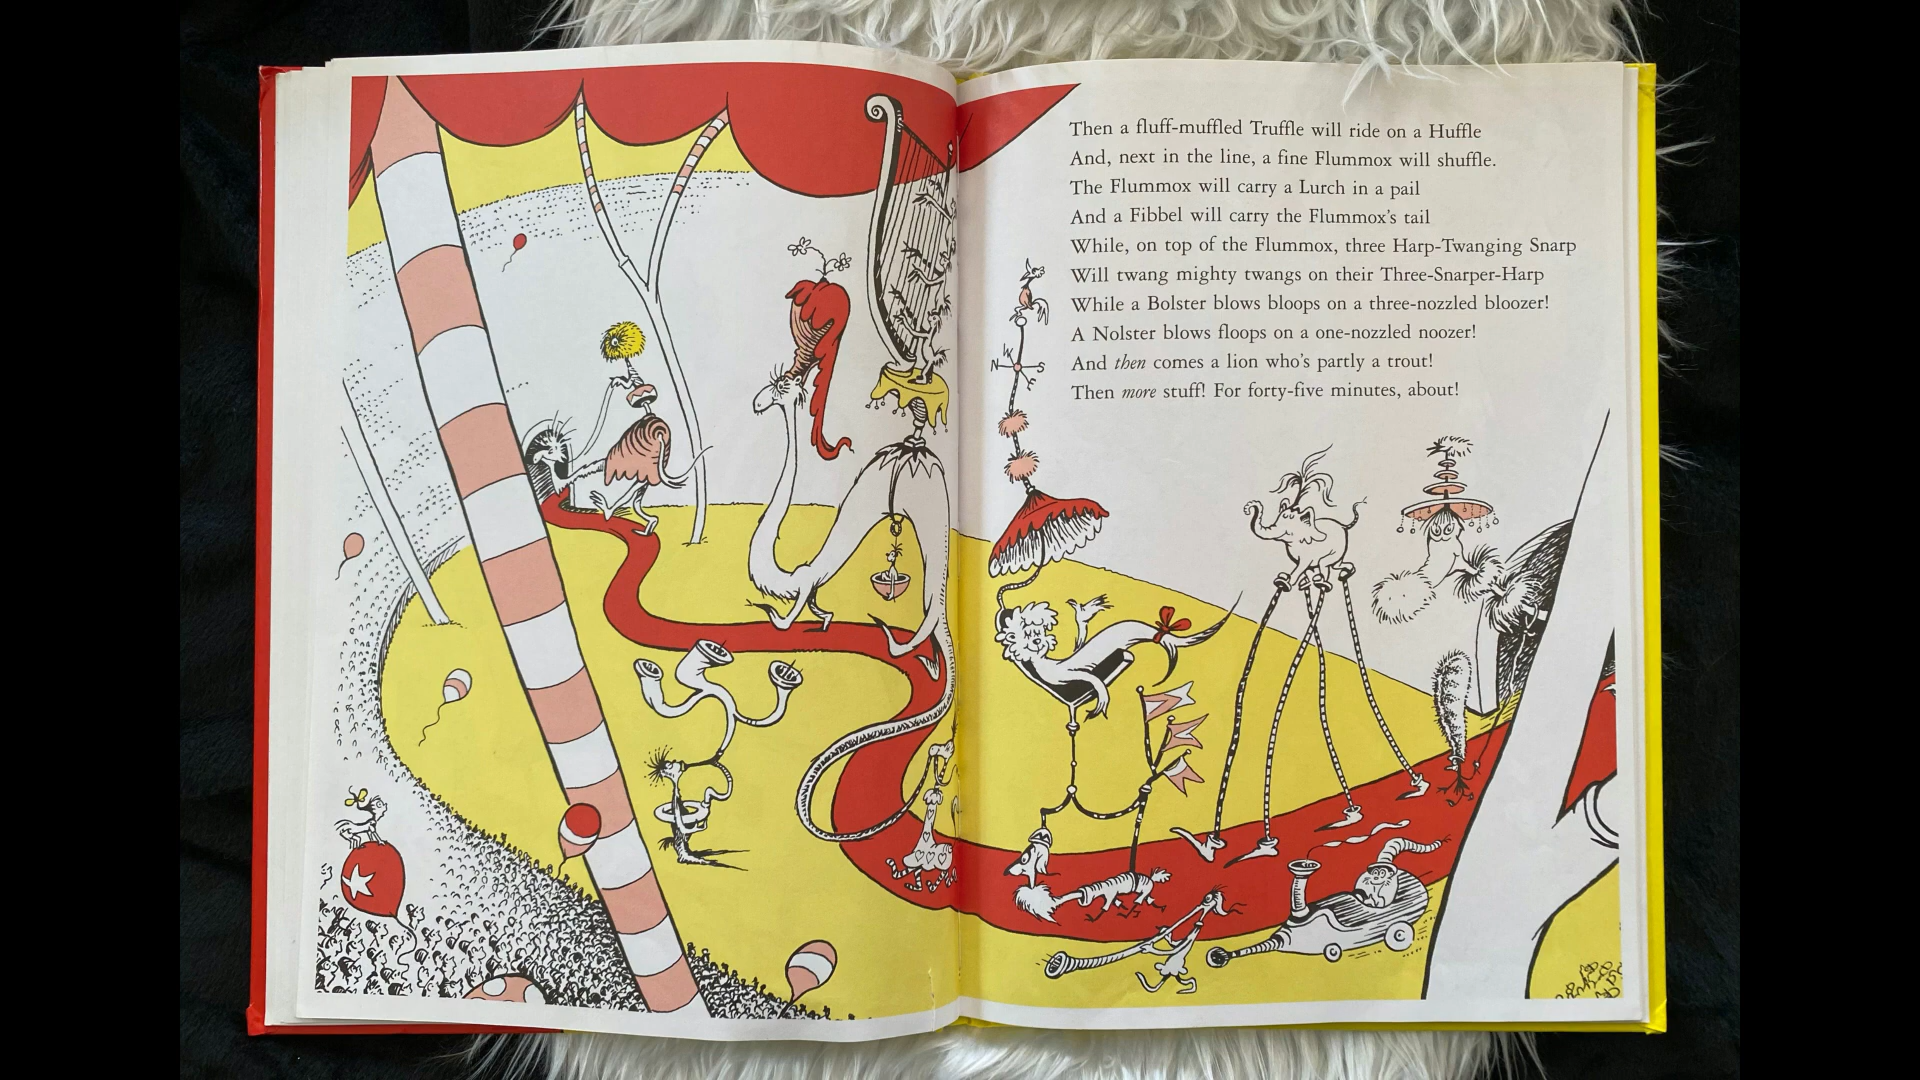 Then a fluff-muffled Truffle will ride on a Huffle
And, next in the line, a fine Flummox will shuffle.
The Flummox will carry a Lurch in a pail
And a Fibbel will carry the Flummox's tail
While, on top of the Flummox, three Harp-Twanging Snarp
Will twang mighty twangs on their Three-Snarper-Harp
While a Bolster blows bloops on a three-nozzled bloozer!
A Nolster blows floops on a one-nozzled noozer!
And then comes a lion who's partly a trout!
Then more stuff! For forty-five minutes, about!
W
N S
E